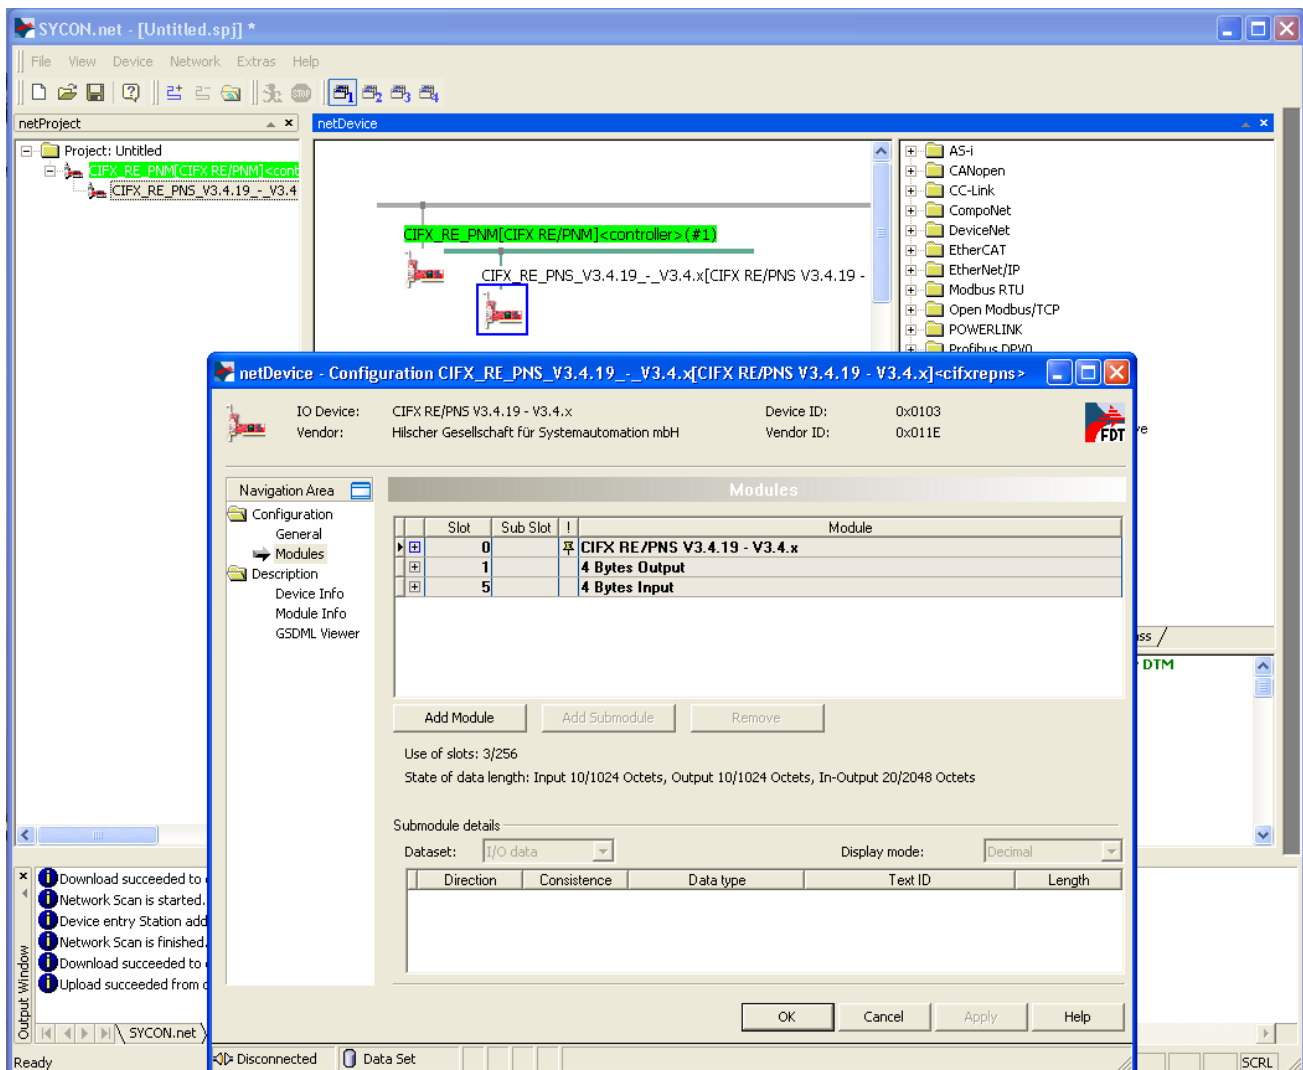 SYCON.net - [Untitled.spj] *
File View Device Network Extras Help
netProject
netDevice
Project: Untitled
CIFX_RE_PNM[CIFX RE/PNM]<cont
CIFX_RE_PNS_V3.4.19_-_V3.4
CIFX_RE_PNM[CIFX RE/PNM]<controller>(#1)
CIFX_RE_PNS_V3.4.19_-_V3.4.x[CIFX RE/PNS V3.4.19 -
AS-i
CANopen
CC-Link
CompoNet
DeviceNet
EtherCAT
EtherNet/IP
Modbus RTU
Open Modbus/TCP
POWERLINK
Profibus DPV0
netDevice - Configuration CIFX_RE_PNS_V3.4.19_-_V3.4.x[CIFX RE/PNS V3.4.19 - V3.4.x]<cifxrepns>
IO Device: CIFX RE/PNS V3.4.19 - V3.4.x Device ID: 0x0103
Vendor: Hilscher Gesellschaft für Systemautomation mbH Vendor ID: 0x011E
FDT
Navigation Area
Configuration
General
Modules
Description
Device Info
Module Info
GSDML Viewer
Modules
Slot Sub Slot ! Module
0 CIFX RE/PNS V3.4.19 - V3.4.x
1 4 Bytes Output
5 4 Bytes Input
Add Module Add Submodule Remove
Use of slots: 3/256
State of data length: Input 10/1024 Octets, Output 10/1024 Octets, In-Output 20/2048 Octets
Submodule details
Dataset: I/O data Display mode: Decimal
Direction Consistence Data type Text ID Length
OK Cancel Apply Help
Disconnected Data Set
DTM
Download succeeded to
Network Scan is started.
Device entry Station add
Network Scan is finished.
Download succeeded to
Upload succeeded from
Output Window
SYCON.net
Ready
SCRL